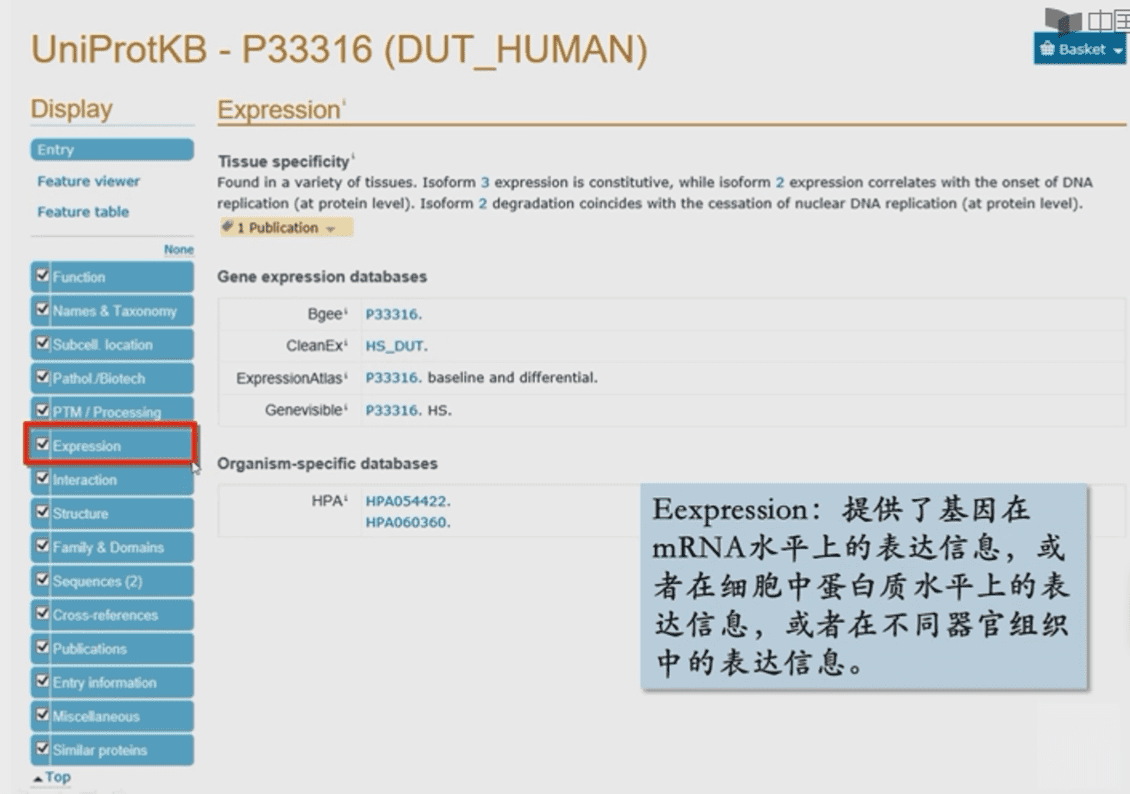 中国
UniProtKB - P33316 (DUT_HUMAN)
Basket
Display
Entry
Feature viewer
Feature table
None
Function
Names & Taxonomy
Subcell. location
Pathol./Biotech
PTM / Processing
Expression
Interaction
Structure
Family & Domains
Sequences (2)
Cross-references
Publications
Entry information
Miscellaneous
Similar proteins
Top
Expression i
Tissue specificity i
Found in a variety of tissues. Isoform 3 expression is constitutive, while isoform 2 expression correlates with the onset of DNA
replication (at protein level). Isoform 2 degradation coincides with the cessation of nuclear DNA replication (at protein level).
1 Publication
Gene expression databases
Bgee i P33316.
CleanEx i HS_DUT.
ExpressionAtlas i P33316. baseline and differential.
Genevisible i P33316. HS.
Organism-specific databases
HPA i HPA054422.
HPA060360.
Eexpression：提供了基因在
mRNA水平上的表达信息，或
者在细胞中蛋白质水平上的表
达信息，或者在不同器官组织
中的表达信息。